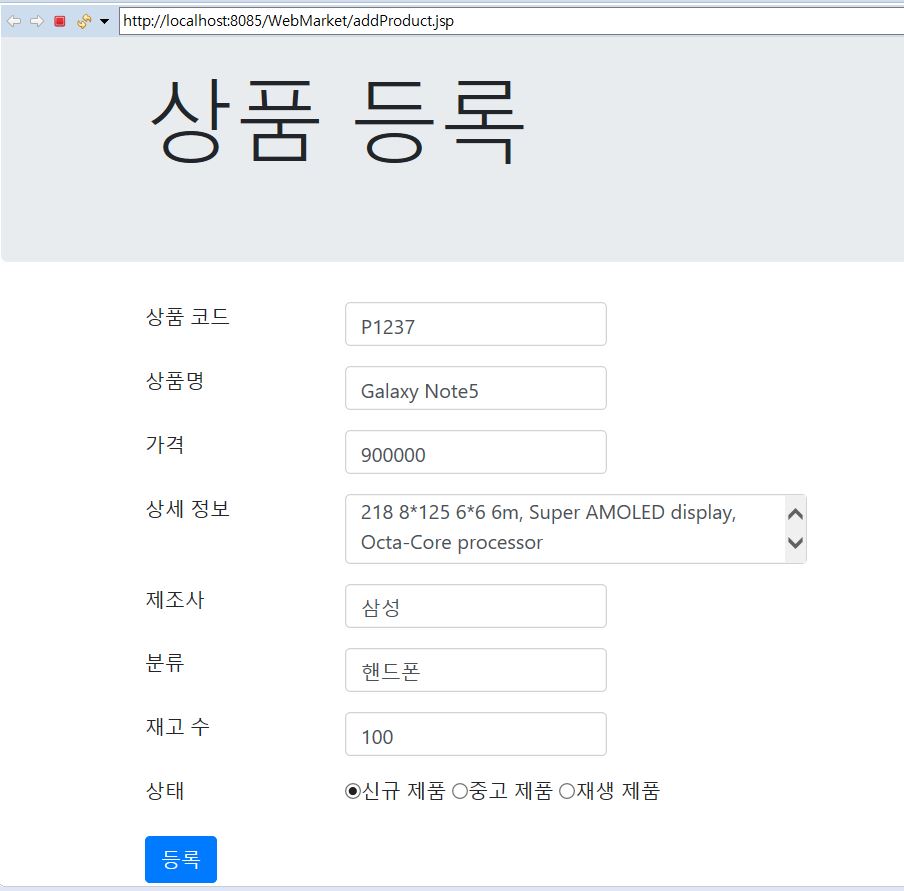 http://localhost:8085/WebMarket/addProduct.jsp
상품 등록
상품 코드 P1237
상품명 Galaxy Note5
가격 900000
상세 정보 218 8*125 6*6 6m, Super AMOLED display,
Octa-Core processor
제조사 삼성
분류 핸드폰
재고 수 100
상태 신규 제품 중고 제품 재생 제품
등록